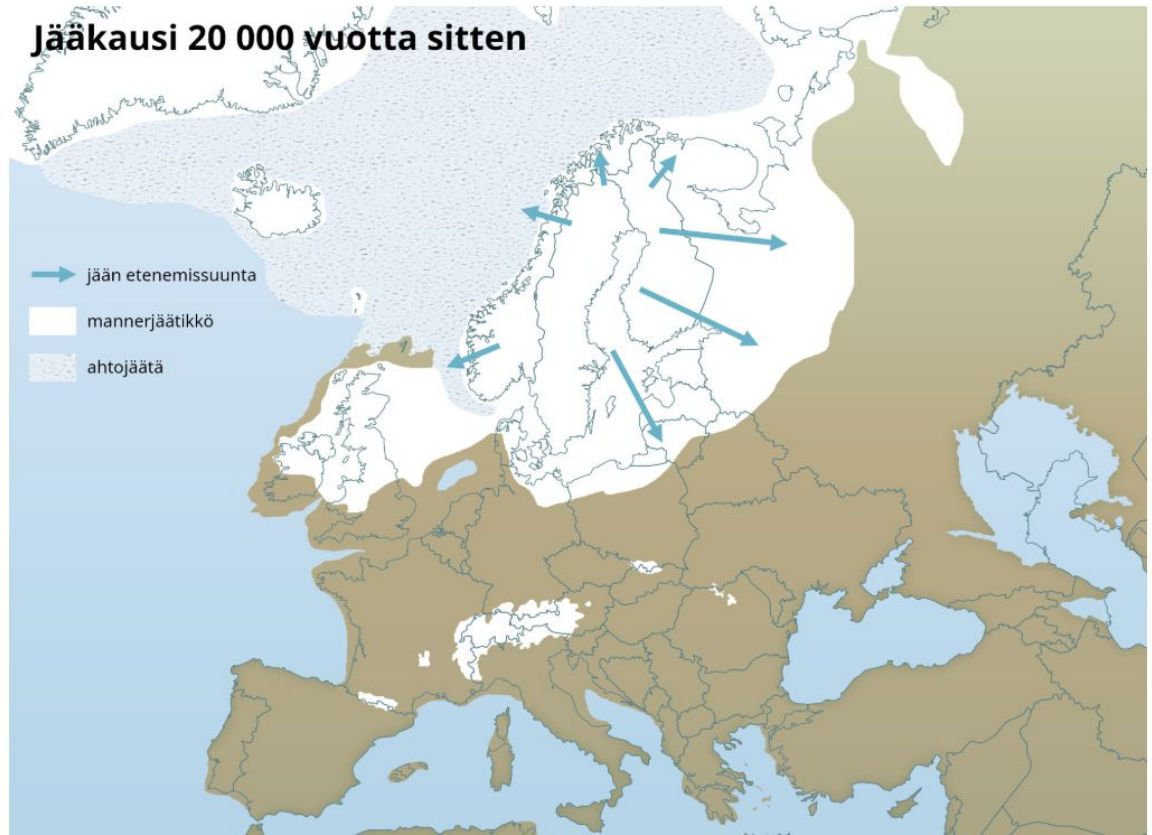 Jääkausi 20 000 vuotta sitten
jään etenemissuunta
mannerjäätikkö
ahtojäätä